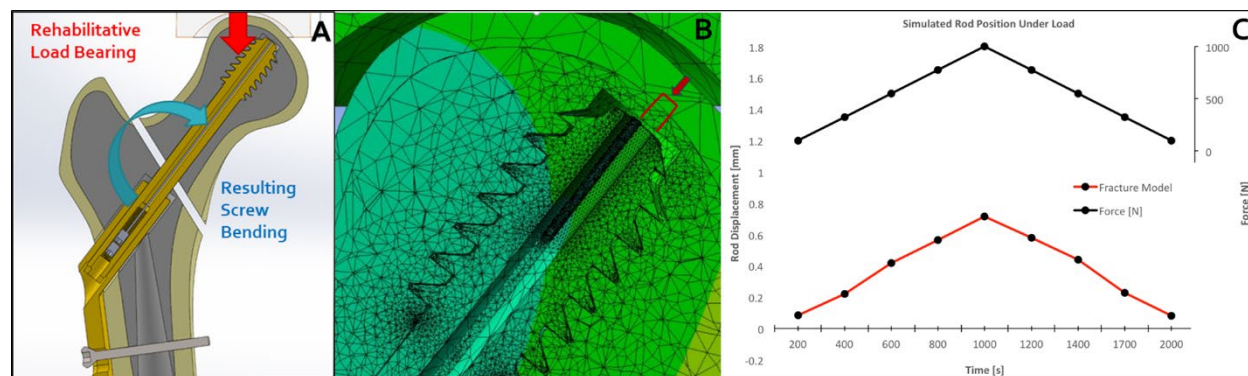 Rehabilitative
Load Bearing
A
Resulting
Screw
Bending
B
Simulated Rod Position Under Load
C
Rod Displacement [mm]
1.8
1.6
1.4
1.2
1
0.8
0.6
0.4
0.2
0
-0.2
1000
500
0
Force [N]
Fracture Model
Force [N]
200 400 600 800 1000 1200 1400 1700 2000
Time [s]